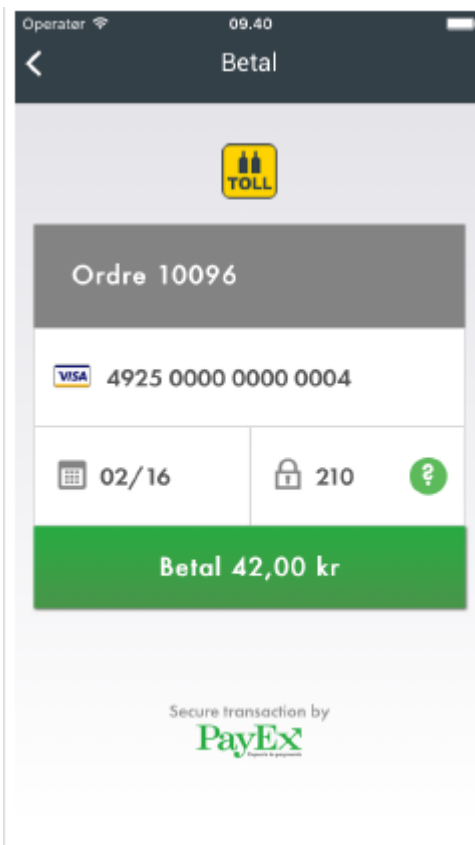 Operatør 09.40
Betal
TOLL
Ordre 10096
VISA 4925 0000 0000 0004
02/16 210 ?
Betal 42,00 kr
Secure transaction by
PayEx